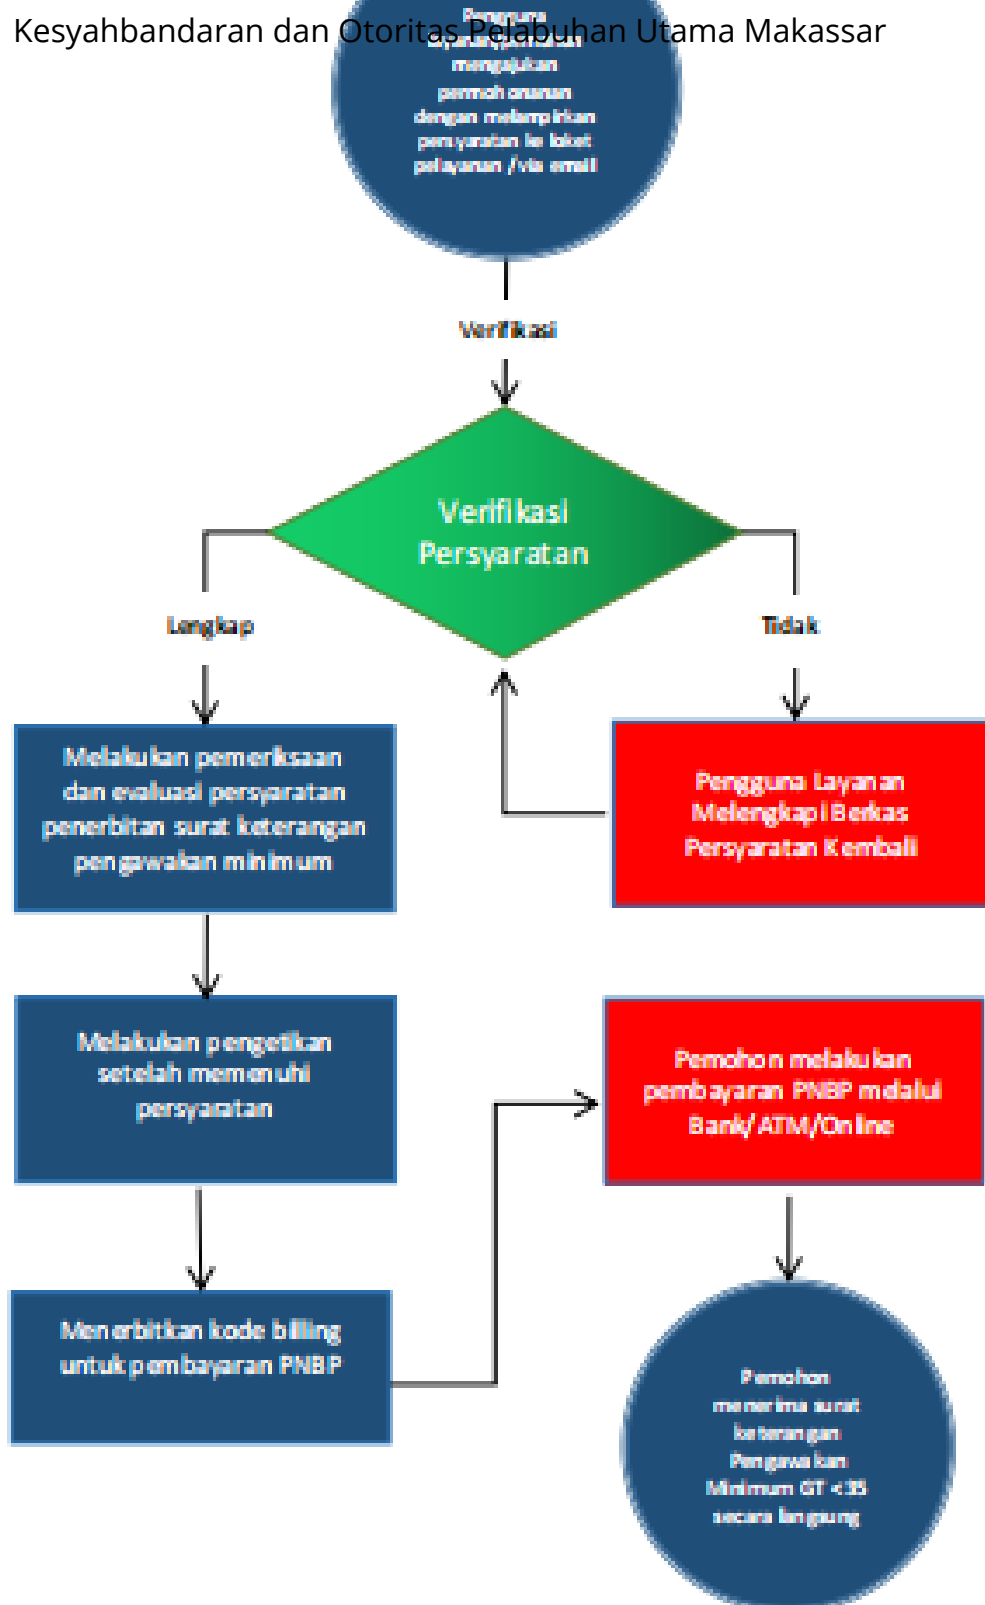 Kesyahbandaran dan Otoritas Pelabuhan Utama Makassar
Pengguna
mengajukan
permohonanan
dengan melampirkan
persyaratan ke loket
pelayanan /via email
Verifikasi
Verifikasi
Persyaratan
Lengkap
Tidak
Melakukan pemeriksaan
dan evaluasi persyaratan
penerbitan surat keterangan
pengawakan minimum
Pengguna Layanan
Melengkapi Berkas
Persyaratan Kembali
Melakukan pengetikan
setelah memenuhi
persyaratan
Pemohon melakukan
pembayaran PNBP melalui
Bank/ATM/Online
Menerbitkan kode billing
untuk pembayaran PNBP
Pemohon
menerima surat
keterangan
Pengawakan
Minimum GT <35
secara langsung